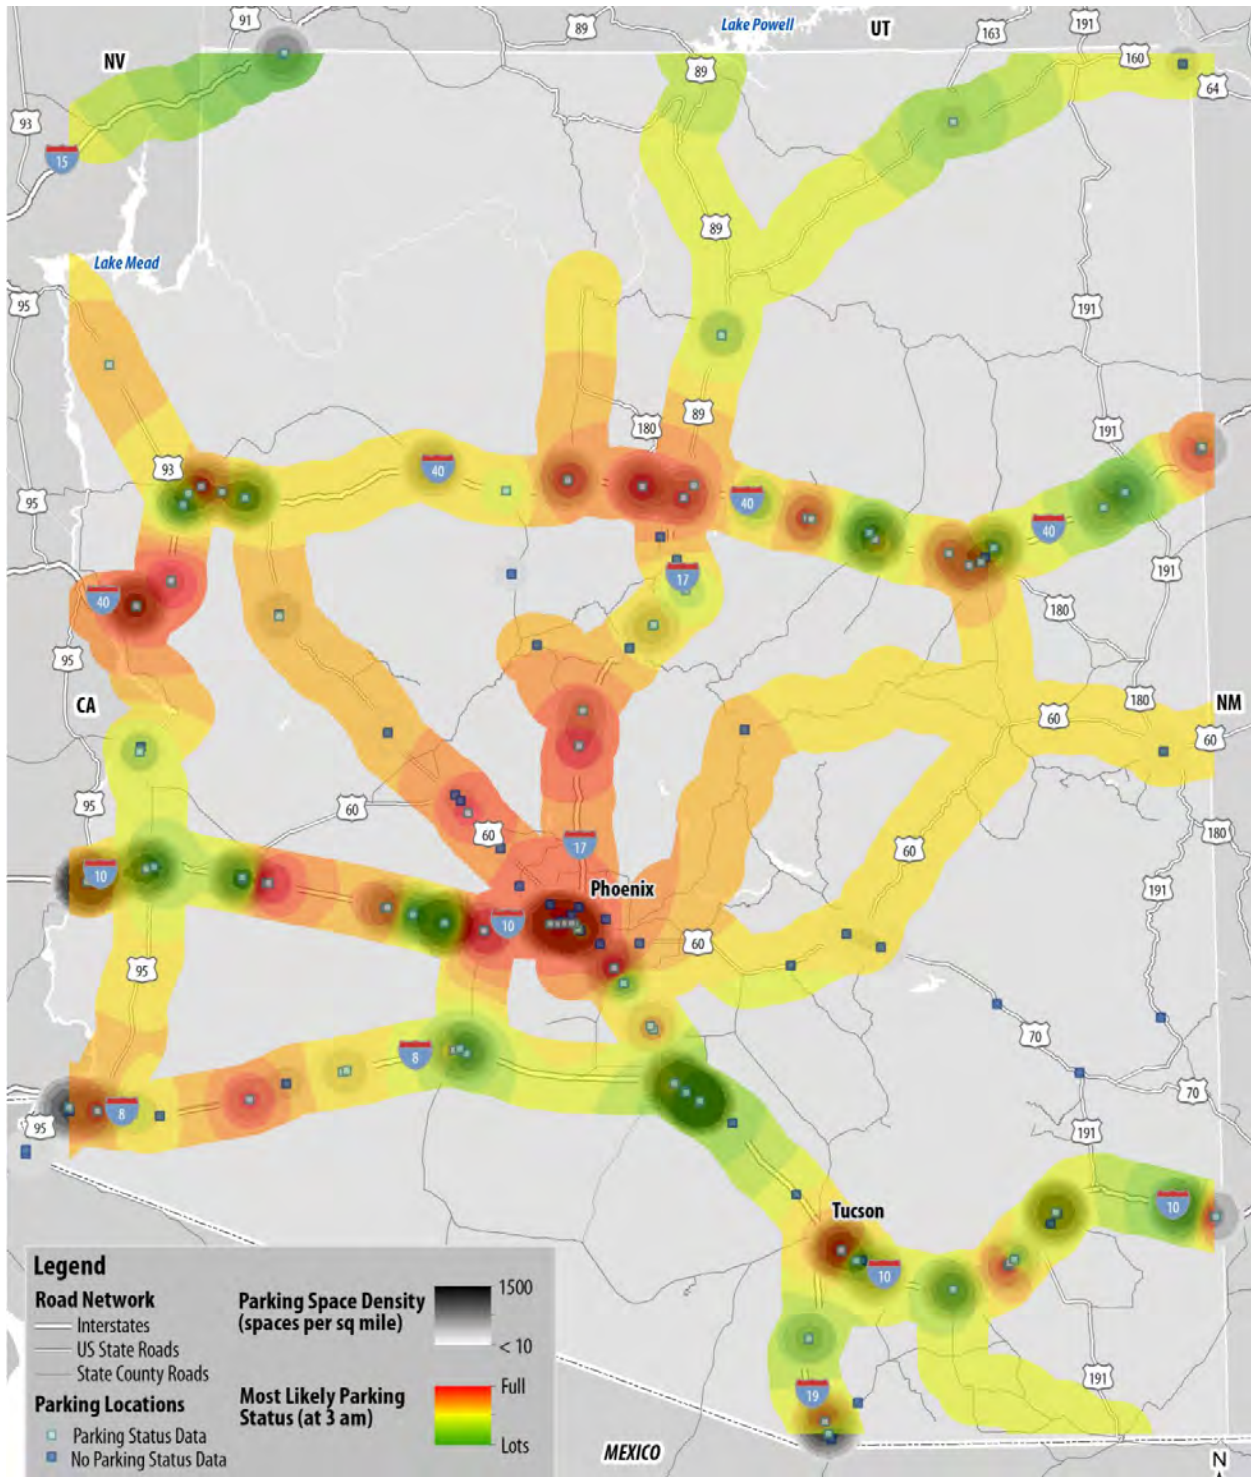 91
89
Lake Powell
UT
163
191
NV
89
160
64
93
15
89
191
Lake Mead
95
89
180
191
93
40
95
40
40
17
191
40
180
95
CA
180
NM
60
60
95
60
60
17
60
180
10
Phoenix
191
10
60
95
70
8
70
8
95
191
10
Tucson
10
19
191
MEXICO
N
Legend
Road Network
Interstates
US State Roads
State County Roads
Parking Locations
Parking Status Data
No Parking Status Data
Parking Space Density
(spaces per sq mile)
1500
< 10
Most Likely Parking
Status (at 3 am)
Full
Lots